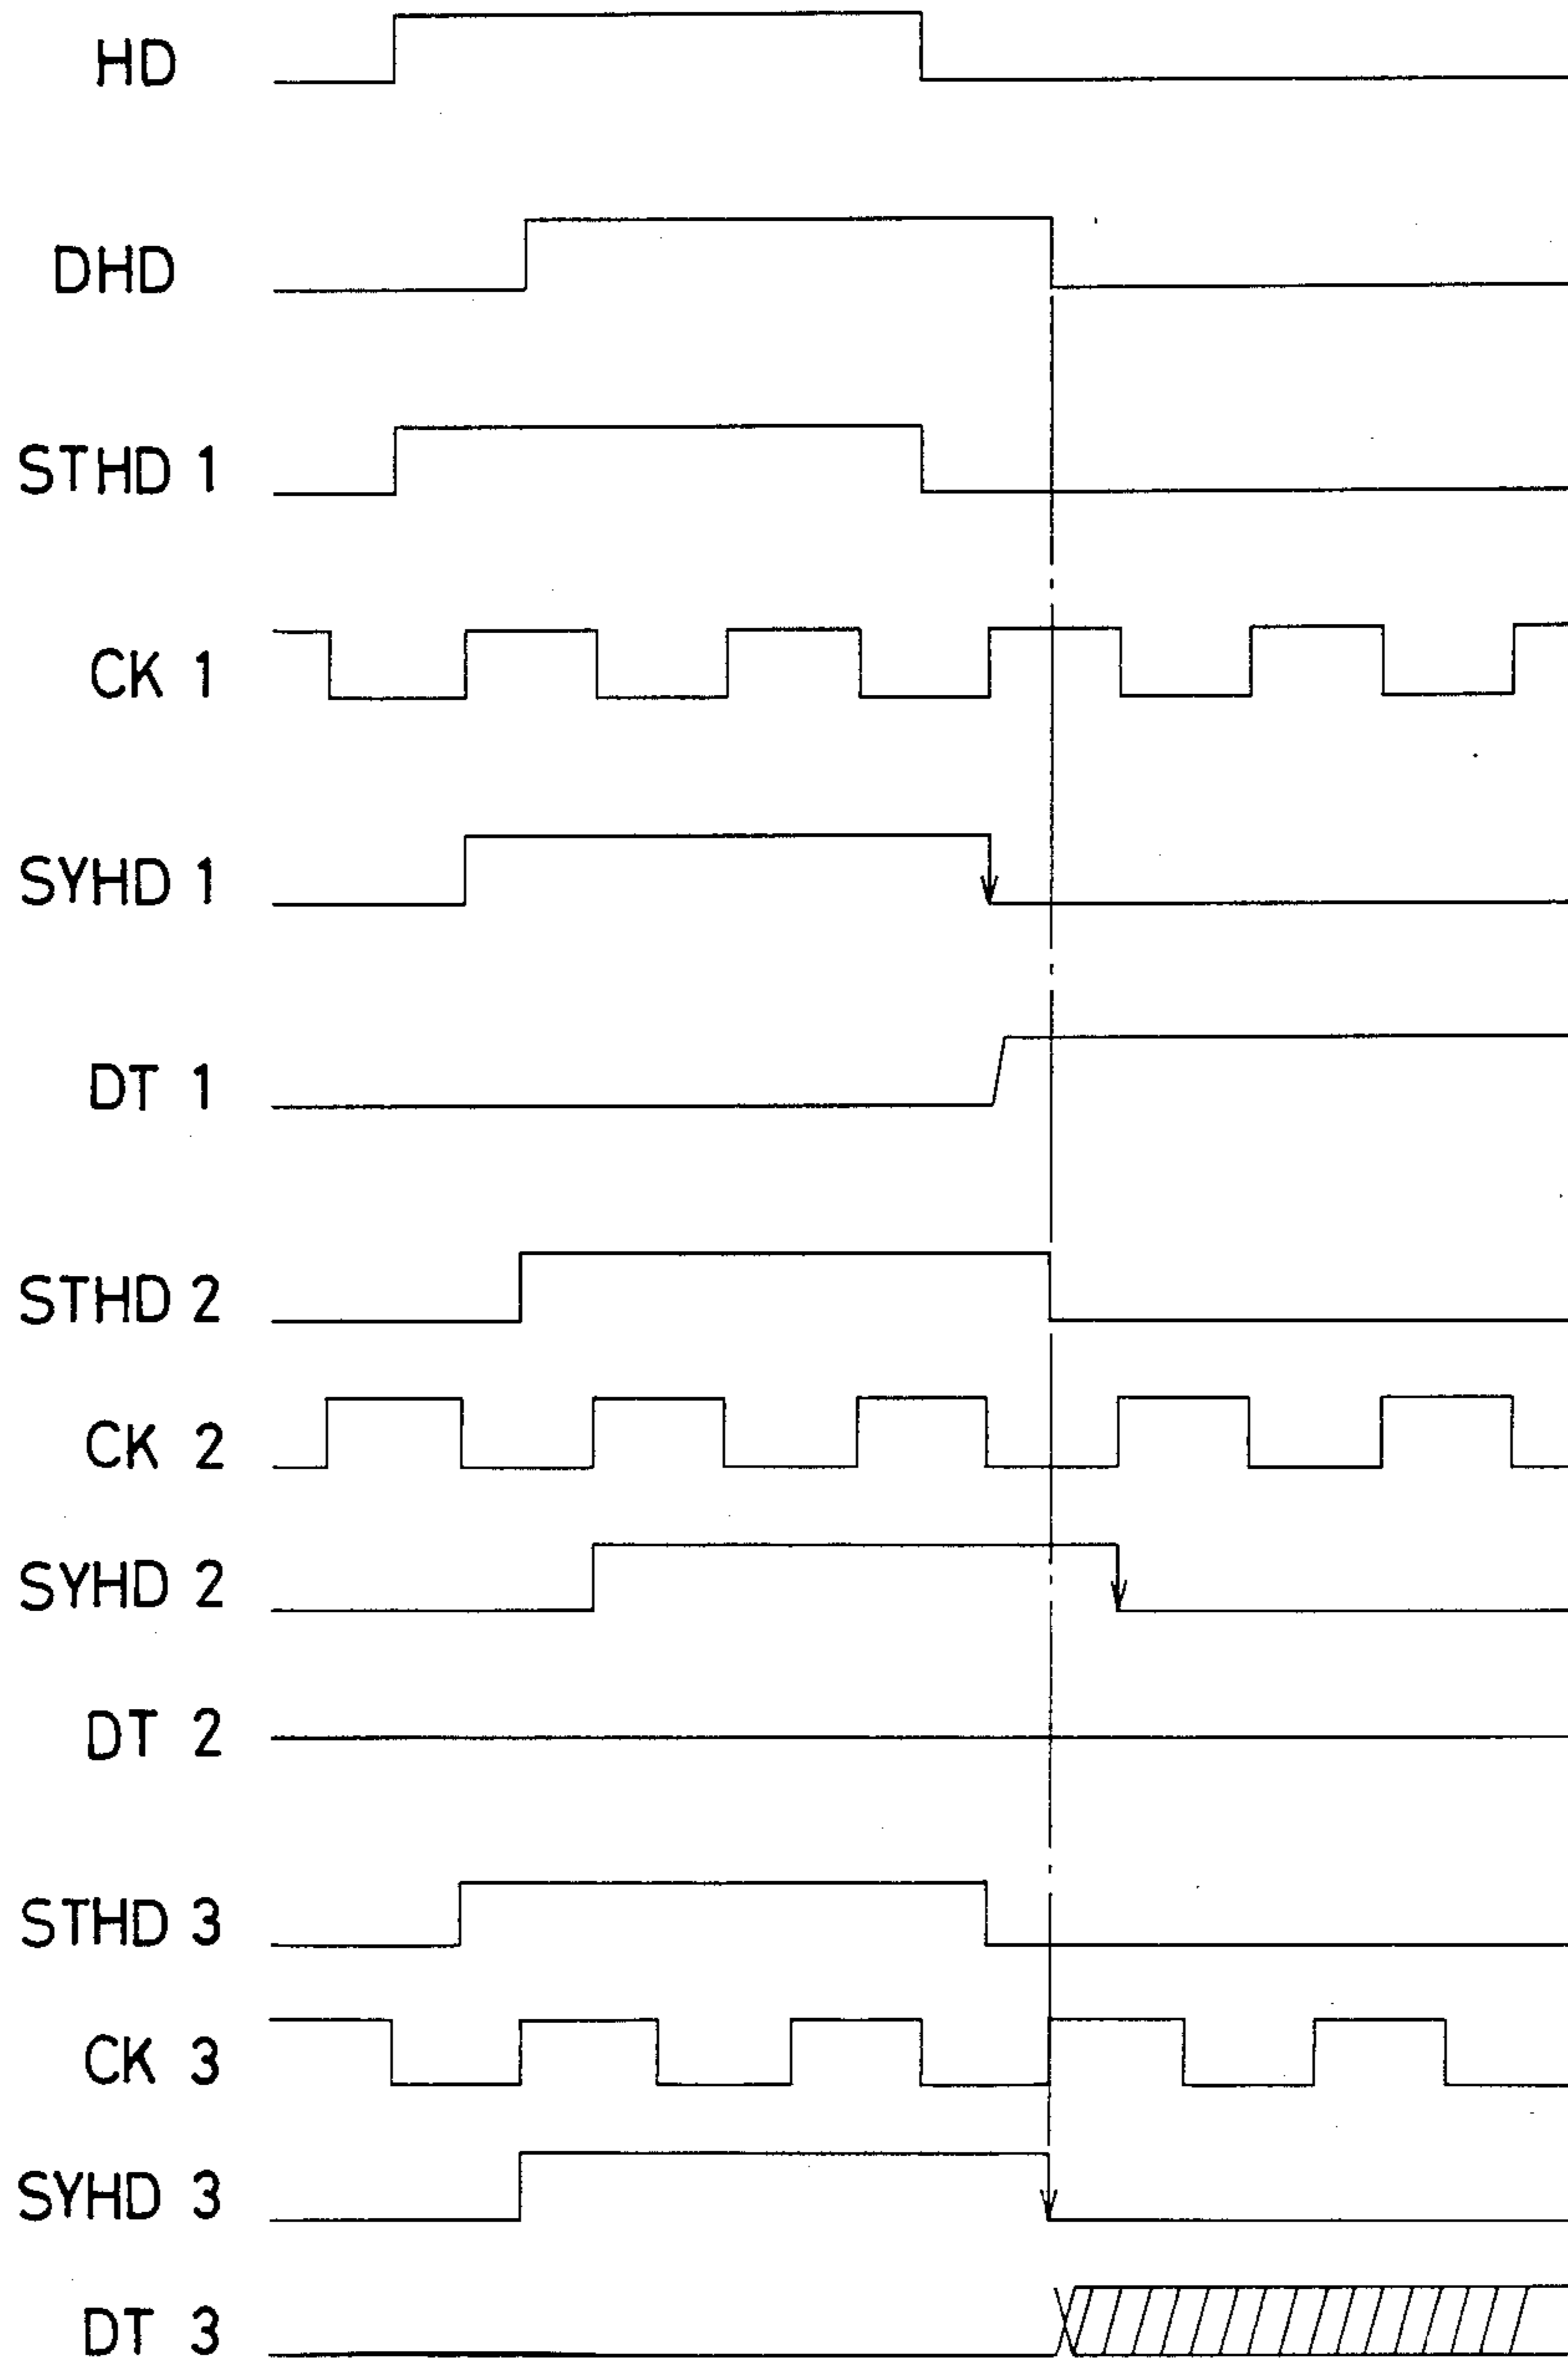 HD
DHD
STHD 1
CK 1
SYHD 1
DT 1
STHD 2
CK 2
SYHD 2
DT 2
STHD 3
CK 3
SYHD 3
DT 3